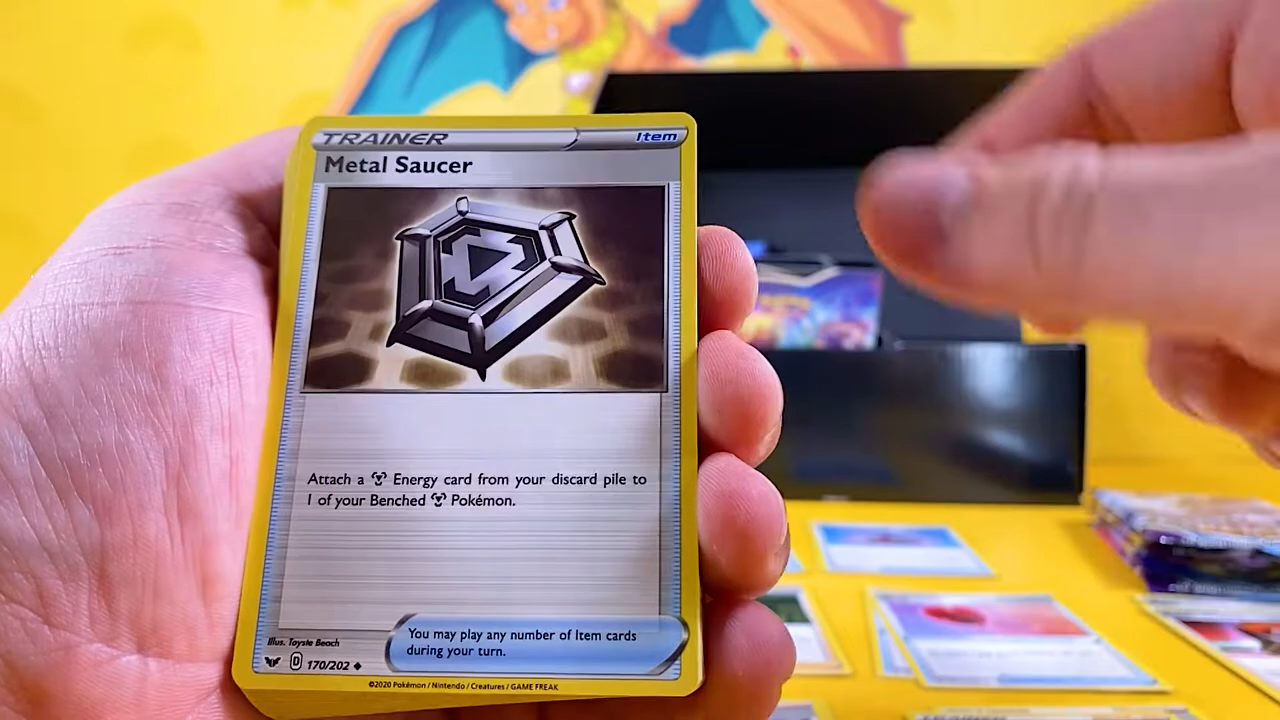 TRAINER Item
Metal Saucer
Attach a Energy card from your discard pile to
1 of your Benched Pokémon.
You may play any number of Item cards
during your turn.
Illus. Toyste Beach
D 170/202
©2020 Pokémon / Nintendo / Creatures / GAME FREAK
TRAINER